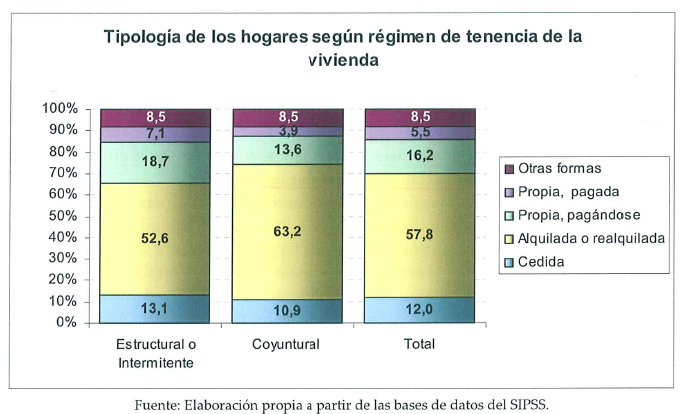 Tipología de los hogares según régimen de tenencia de la
vivienda
100%
90%
80%
70%
60%
50%
40%
30%
20%
10%
0%
8,5
7,1
18,7
52,6
13,1
8,5
3,9
13,6
63,2
10,9
8,5
5,5
16,2
57,8
12,0
Estructural o
Intermitente
Coyuntural
Total
Otras formas
Propia, pagada
Propia, pagándose
Alquilada o realquilada
Cedida
Fuente: Elaboración propia a partir de las bases de datos del SIPSS.